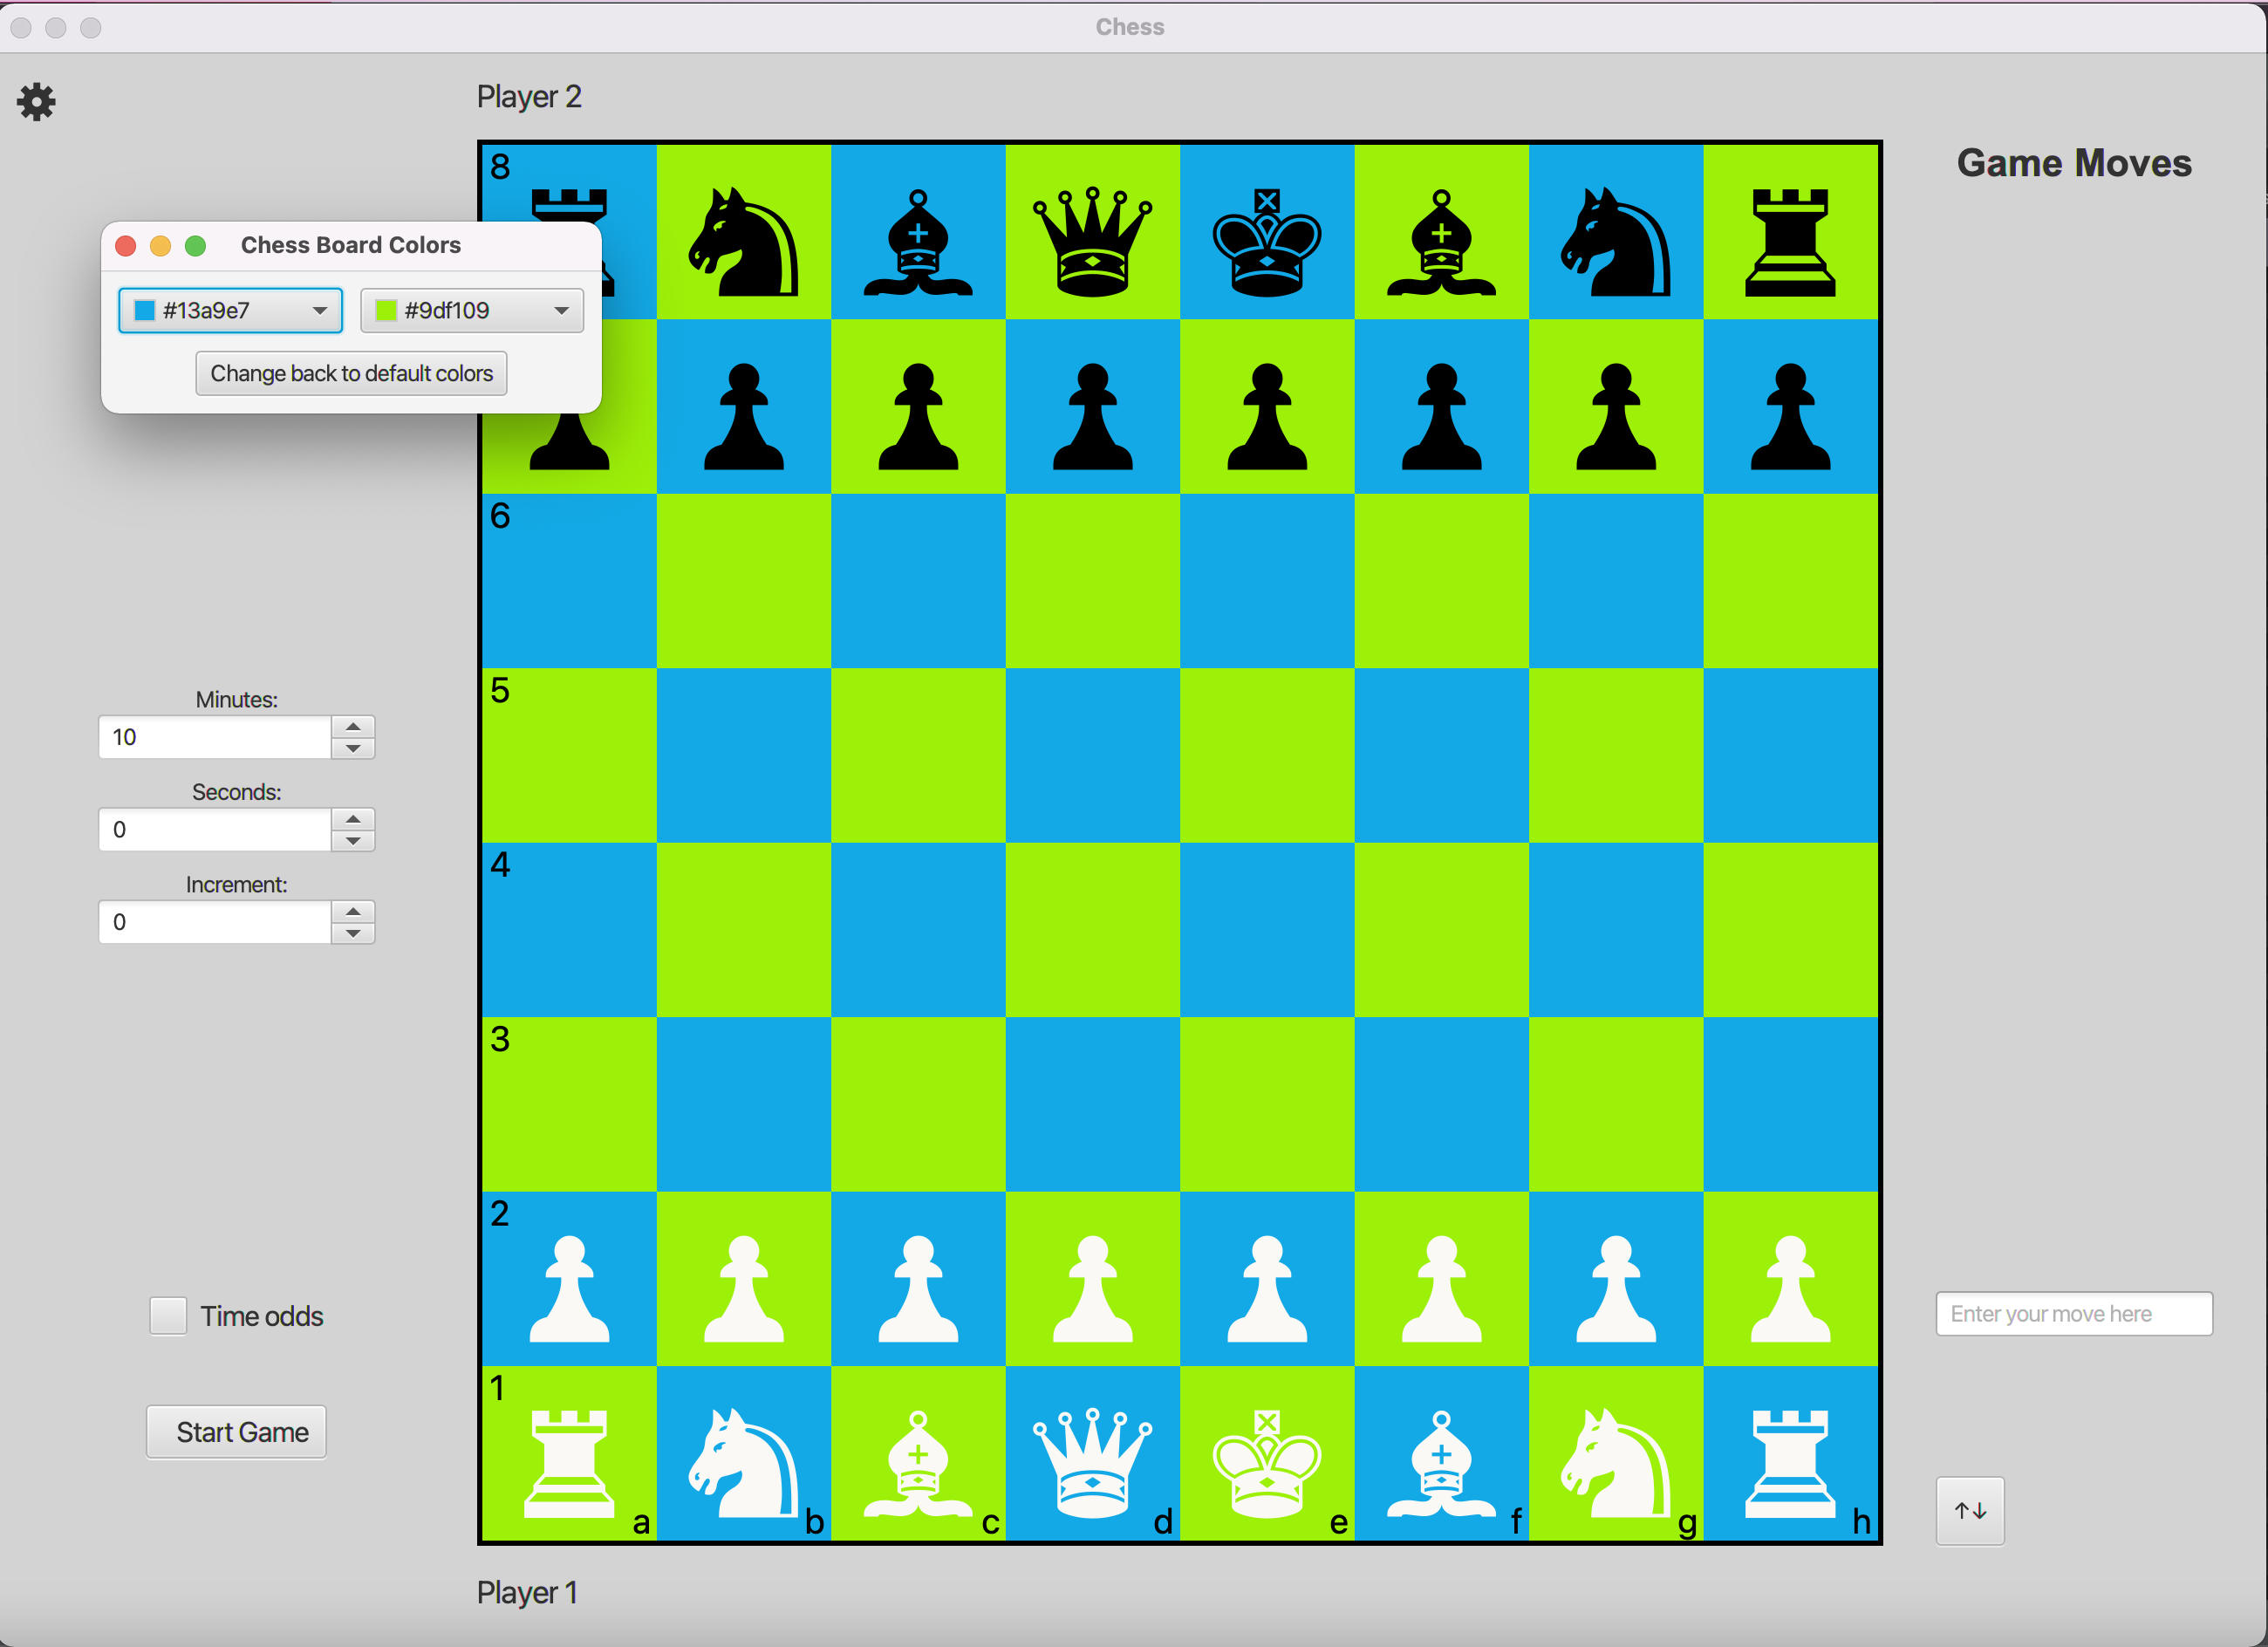 Chess
Player 2
Game Moves
8
Chess Board Colors
#13a9e7
#9df109
Change back to default colors
6
5
Minutes:
10
Seconds:
0
4
Increment:
0
3
2
Time odds
Enter your move here
1
Start Game
a b c d e f g h
↑↓
Player 1